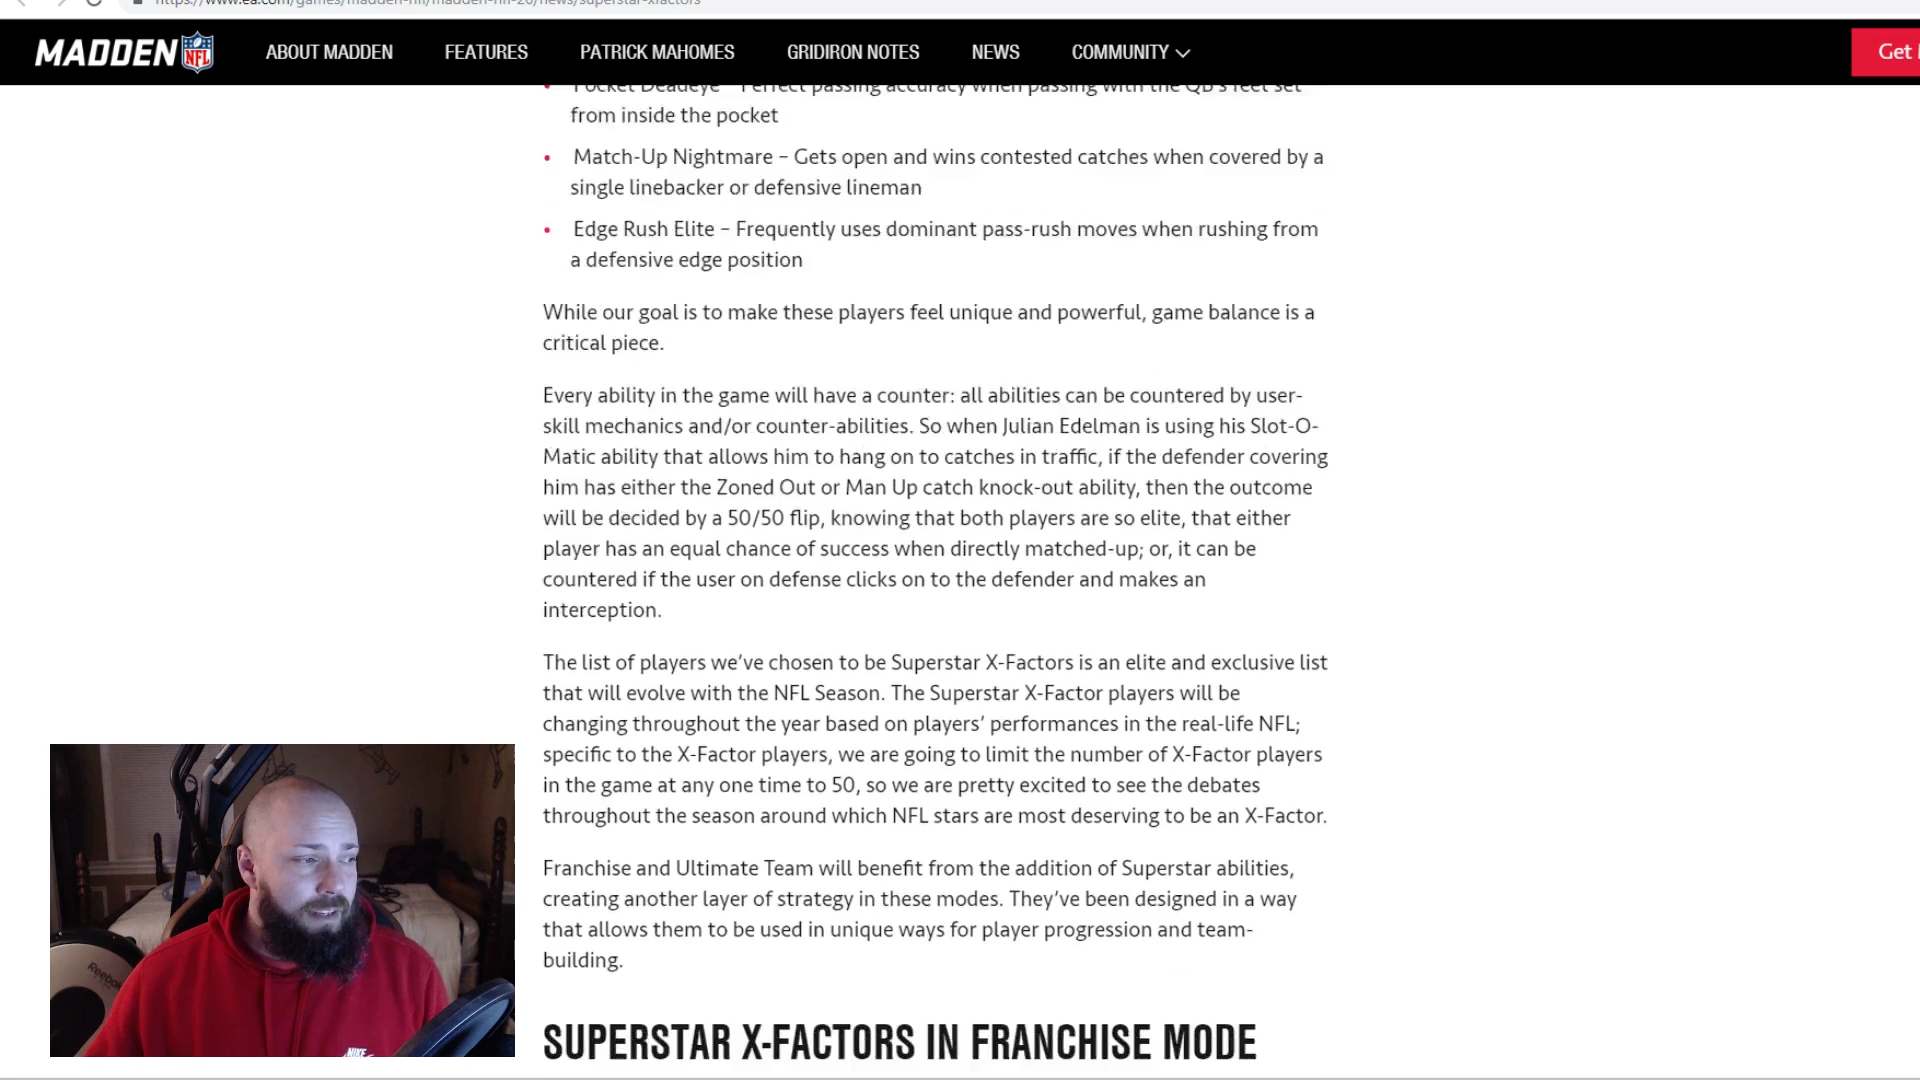 https://www.ea.com/games/madden-nfl/madden-nfl-20/news/superstar-xfactors
MADDEN NFL
ABOUT MADDEN
FEATURES
PATRICK MAHOMES
GRIDIRON NOTES
NEWS
COMMUNITY
Get
• Pocket Deadeye – Perfect passing accuracy when passing with the QB's feet set
from inside the pocket
• Match-Up Nightmare – Gets open and wins contested catches when covered by a
single linebacker or defensive lineman
• Edge Rush Elite – Frequently uses dominant pass-rush moves when rushing from
a defensive edge position
While our goal is to make these players feel unique and powerful, game balance is a
critical piece.
Every ability in the game will have a counter: all abilities can be countered by user-
skill mechanics and/or counter-abilities. So when Julian Edelman is using his Slot-O-
Matic ability that allows him to hang on to catches in traffic, if the defender covering
him has either the Zoned Out or Man Up catch knock-out ability, then the outcome
will be decided by a 50/50 flip, knowing that both players are so elite, that either
player has an equal chance of success when directly matched-up; or, it can be
countered if the user on defense clicks on to the defender and makes an
interception.
The list of players we’ve chosen to be Superstar X-Factors is an elite and exclusive list
that will evolve with the NFL Season. The Superstar X-Factor players will be
changing throughout the year based on players’ performances in the real-life NFL;
specific to the X-Factor players, we are going to limit the number of X-Factor players
in the game at any one time to 50, so we are pretty excited to see the debates
throughout the season around which NFL stars are most deserving to be an X-Factor.
Franchise and Ultimate Team will benefit from the addition of Superstar abilities,
creating another layer of strategy in these modes. They’ve been designed in a way
that allows them to be used in unique ways for player progression and team-
building.
SUPERSTAR X-FACTORS IN FRANCHISE MODE
Reebok
NIKE